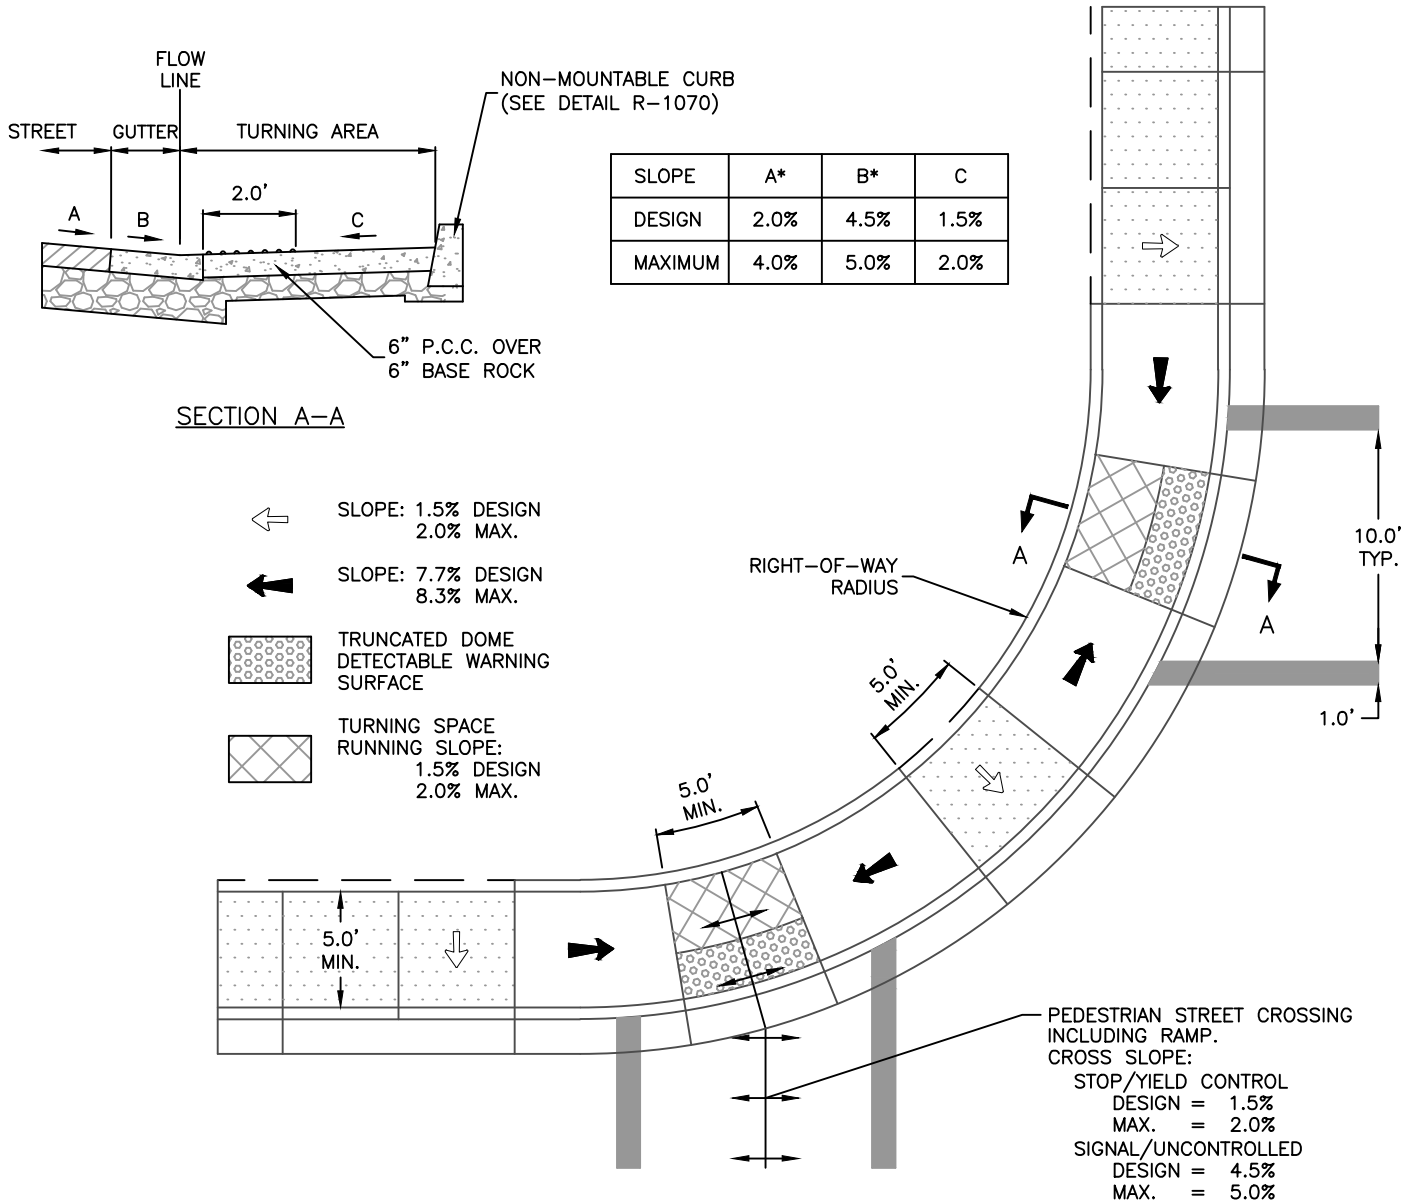 FLOW
LINE
STREET
GUTTER
TURNING AREA
NON-MOUNTABLE CURB
(SEE DETAIL R-1070)
2.0'
A
B
C
6" P.C.C. OVER
6" BASE ROCK
SECTION A-A
SLOPE A* B* C
DESIGN 2.0% 4.5% 1.5%
MAXIMUM 4.0% 5.0% 2.0%
SLOPE: 1.5% DESIGN
2.0% MAX.
SLOPE: 7.7% DESIGN
8.3% MAX.
TRUNCATED DOME
DETECTABLE WARNING
SURFACE
TURNING SPACE
RUNNING SLOPE:
1.5% DESIGN
2.0% MAX.
A
A
RIGHT-OF-WAY
RADIUS
10.0'
TYP.
1.0'
5.0'
MIN.
5.0'
MIN.
5.0'
MIN.
PEDESTRIAN STREET CROSSING
INCLUDING RAMP.
CROSS SLOPE:
STOP/YIELD CONTROL
DESIGN = 1.5%
MAX. = 2.0%
SIGNAL/UNCONTROLLED
DESIGN = 4.5%
MAX. = 5.0%